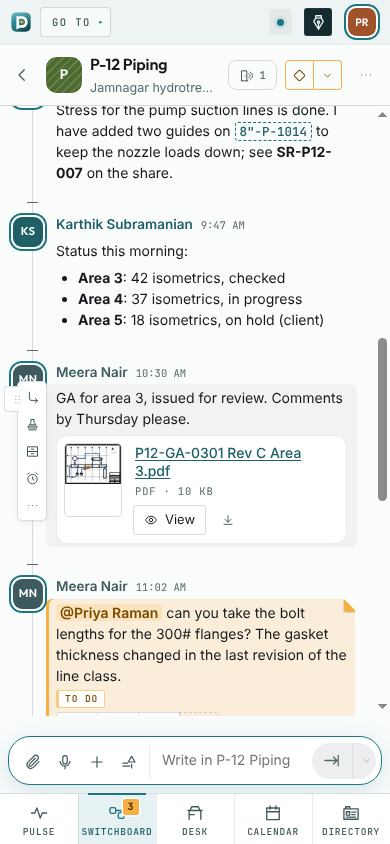 GO TO
PR
P
P-12 Piping
Jamnagar hydrotre...
1
Stress for the pump suction lines is done. I
have added two guides on 8"-P-1014 to
keep the nozzle loads down; see SR-P12-
007 on the share.
KS
Karthik Subramanian 9:47 AM
Status this morning:
• Area 3: 42 isometrics, checked
• Area 4: 37 isometrics, in progress
• Area 5: 18 isometrics, on hold (client)
MN
Meera Nair 10:30 AM
GA for area 3, issued for review. Comments
by Thursday please.
P12-GA-0301 Rev C Area
3.pdf
PDF · 10 KB
View
MN
Meera Nair 11:02 AM
@Priya Raman can you take the bolt
lengths for the 300# flanges? The gasket
thickness changed in the last revision of the
line class.
TO DO
Write in P-12 Piping
3
PULSE
SWITCHBOARD
DESK
CALENDAR
DIRECTORY